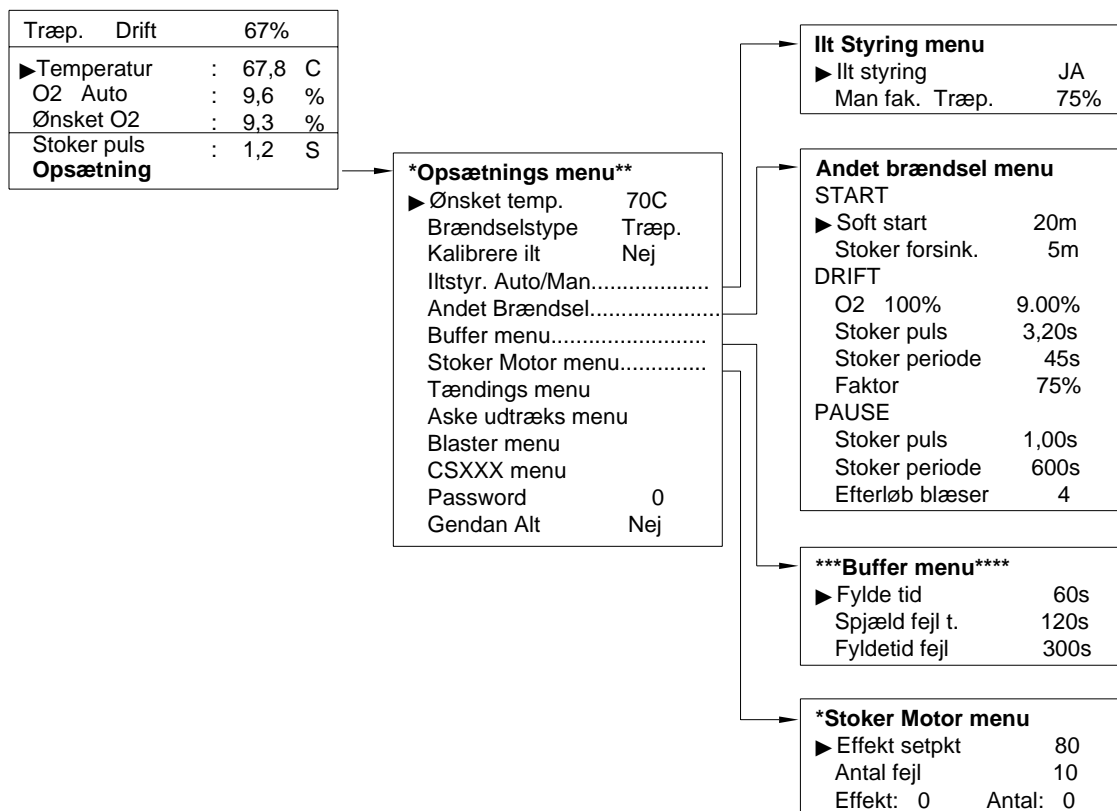 Træp. Drift 67%
▶Temperatur : 67,8 C
O2 Auto : 9,6 %
Ønsket O2 : 9,3 %
Stoker puls : 1,2 S
Opsætning
*Opsætnings menu**
▶ Ønsket temp. 70C
Brændselstype Træp.
Kalibrere ilt Nej
Iltstyr. Auto/Man...................
Andet Brændsel......................
Buffer menu..........................
Stoker Motor menu..............
Tændings menu
Aske udtræks menu
Blaster menu
CSXXX menu
Password 0
Gendan Alt Nej
Ilt Styring menu
▶ Ilt styring JA
Man fak. Træp. 75%
Andet brændsel menu
START
▶ Soft start 20m
Stoker forsink. 5m
DRIFT
O2 100% 9.00%
Stoker puls 3,20s
Stoker periode 45s
Faktor 75%
PAUSE
Stoker puls 1,00s
Stoker periode 600s
Efterløb blæser 4
***Buffer menu****
▶ Fylde tid 60s
Spjæld fejl t. 120s
Fyldetid fejl 300s
*Stoker Motor menu
▶ Effekt setpkt 80
Antal fejl 10
Effekt: 0 Antal: 0